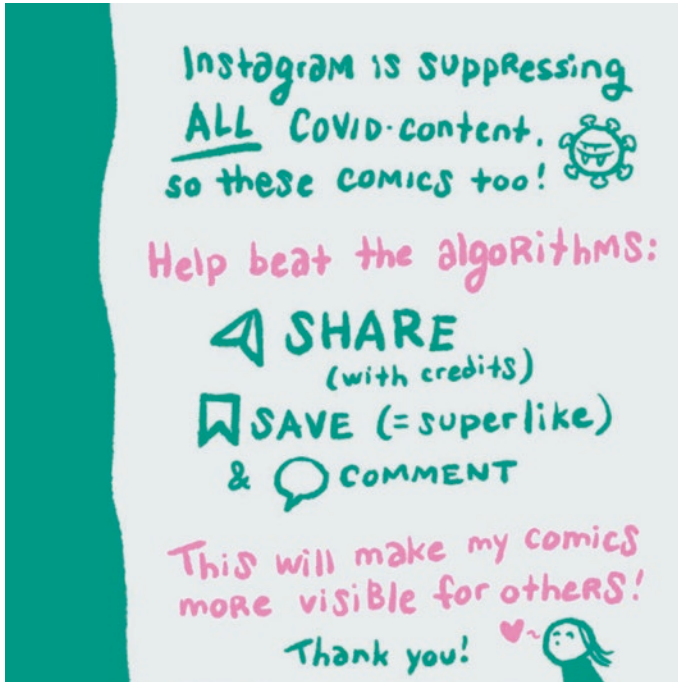 Instagram is suppressing
ALL COVID-content,
so these comics too!
Help beat the algorithms:
SHARE
(with credits)
SAVE (= superlike)
& COMMENT
This will make my comics
more visible for others!
Thank you!